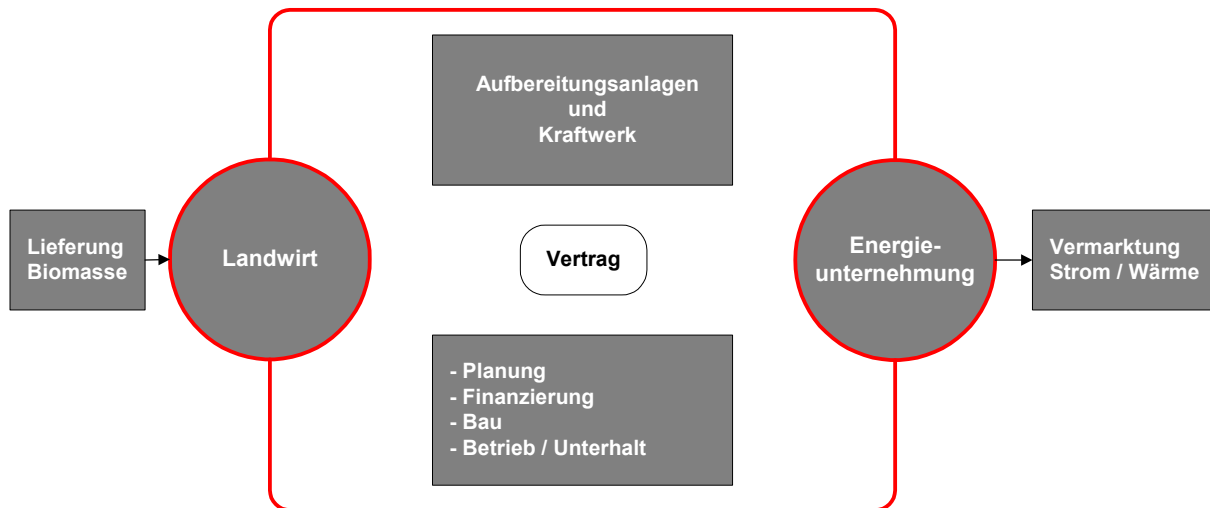 Aufbereitungsanlagen
und
Kraftwerk
Lieferung
Biomasse
Landwirt
Vertrag
Energie-
unternehmung
Vermarktung
Strom / Wärme
- Planung
- Finanzierung
- Bau
- Betrieb / Unterhalt